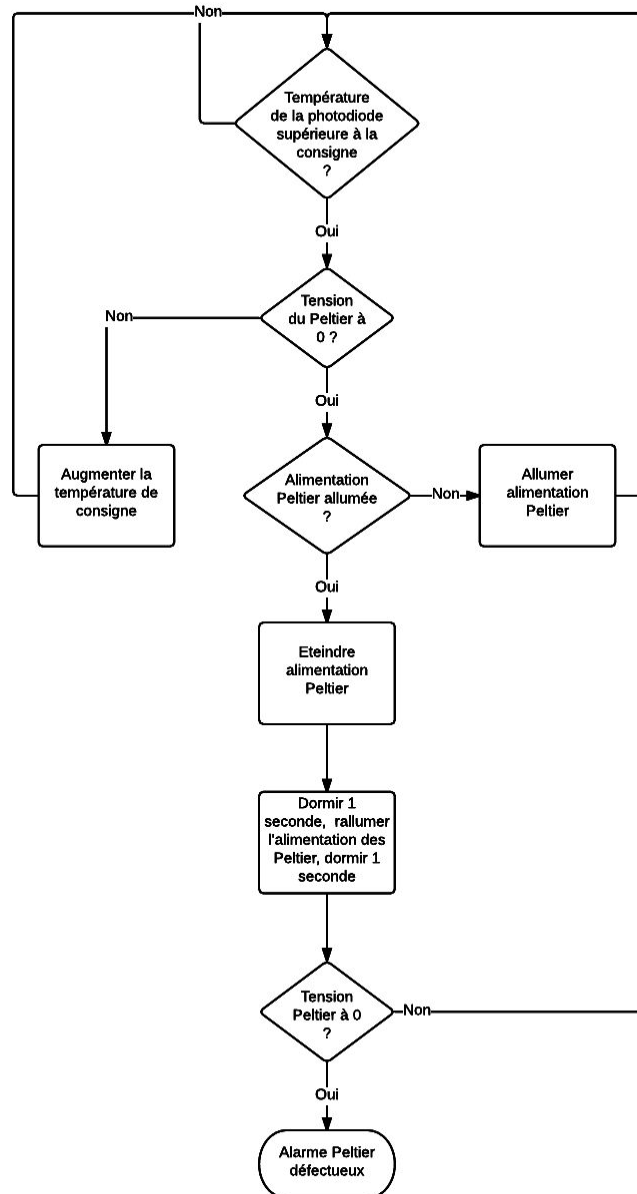 Non
Température
de la photodiode
supérieure à la
consigne
?
Oui
Tension
du Peltier à
0 ?
Non
Oui
Augmenter la
température de
consigne
Alimentation
Peltier allumée
?
Non
Allumer
alimentation
Peltier
Oui
Eteindre
alimentation
Peltier
Dormir 1
seconde, rallumer
l'alimentation des
Peltier, dormir 1
seconde
Tension
Peltier à 0
?
Non
Oui
Alarme Peltier
défectueux